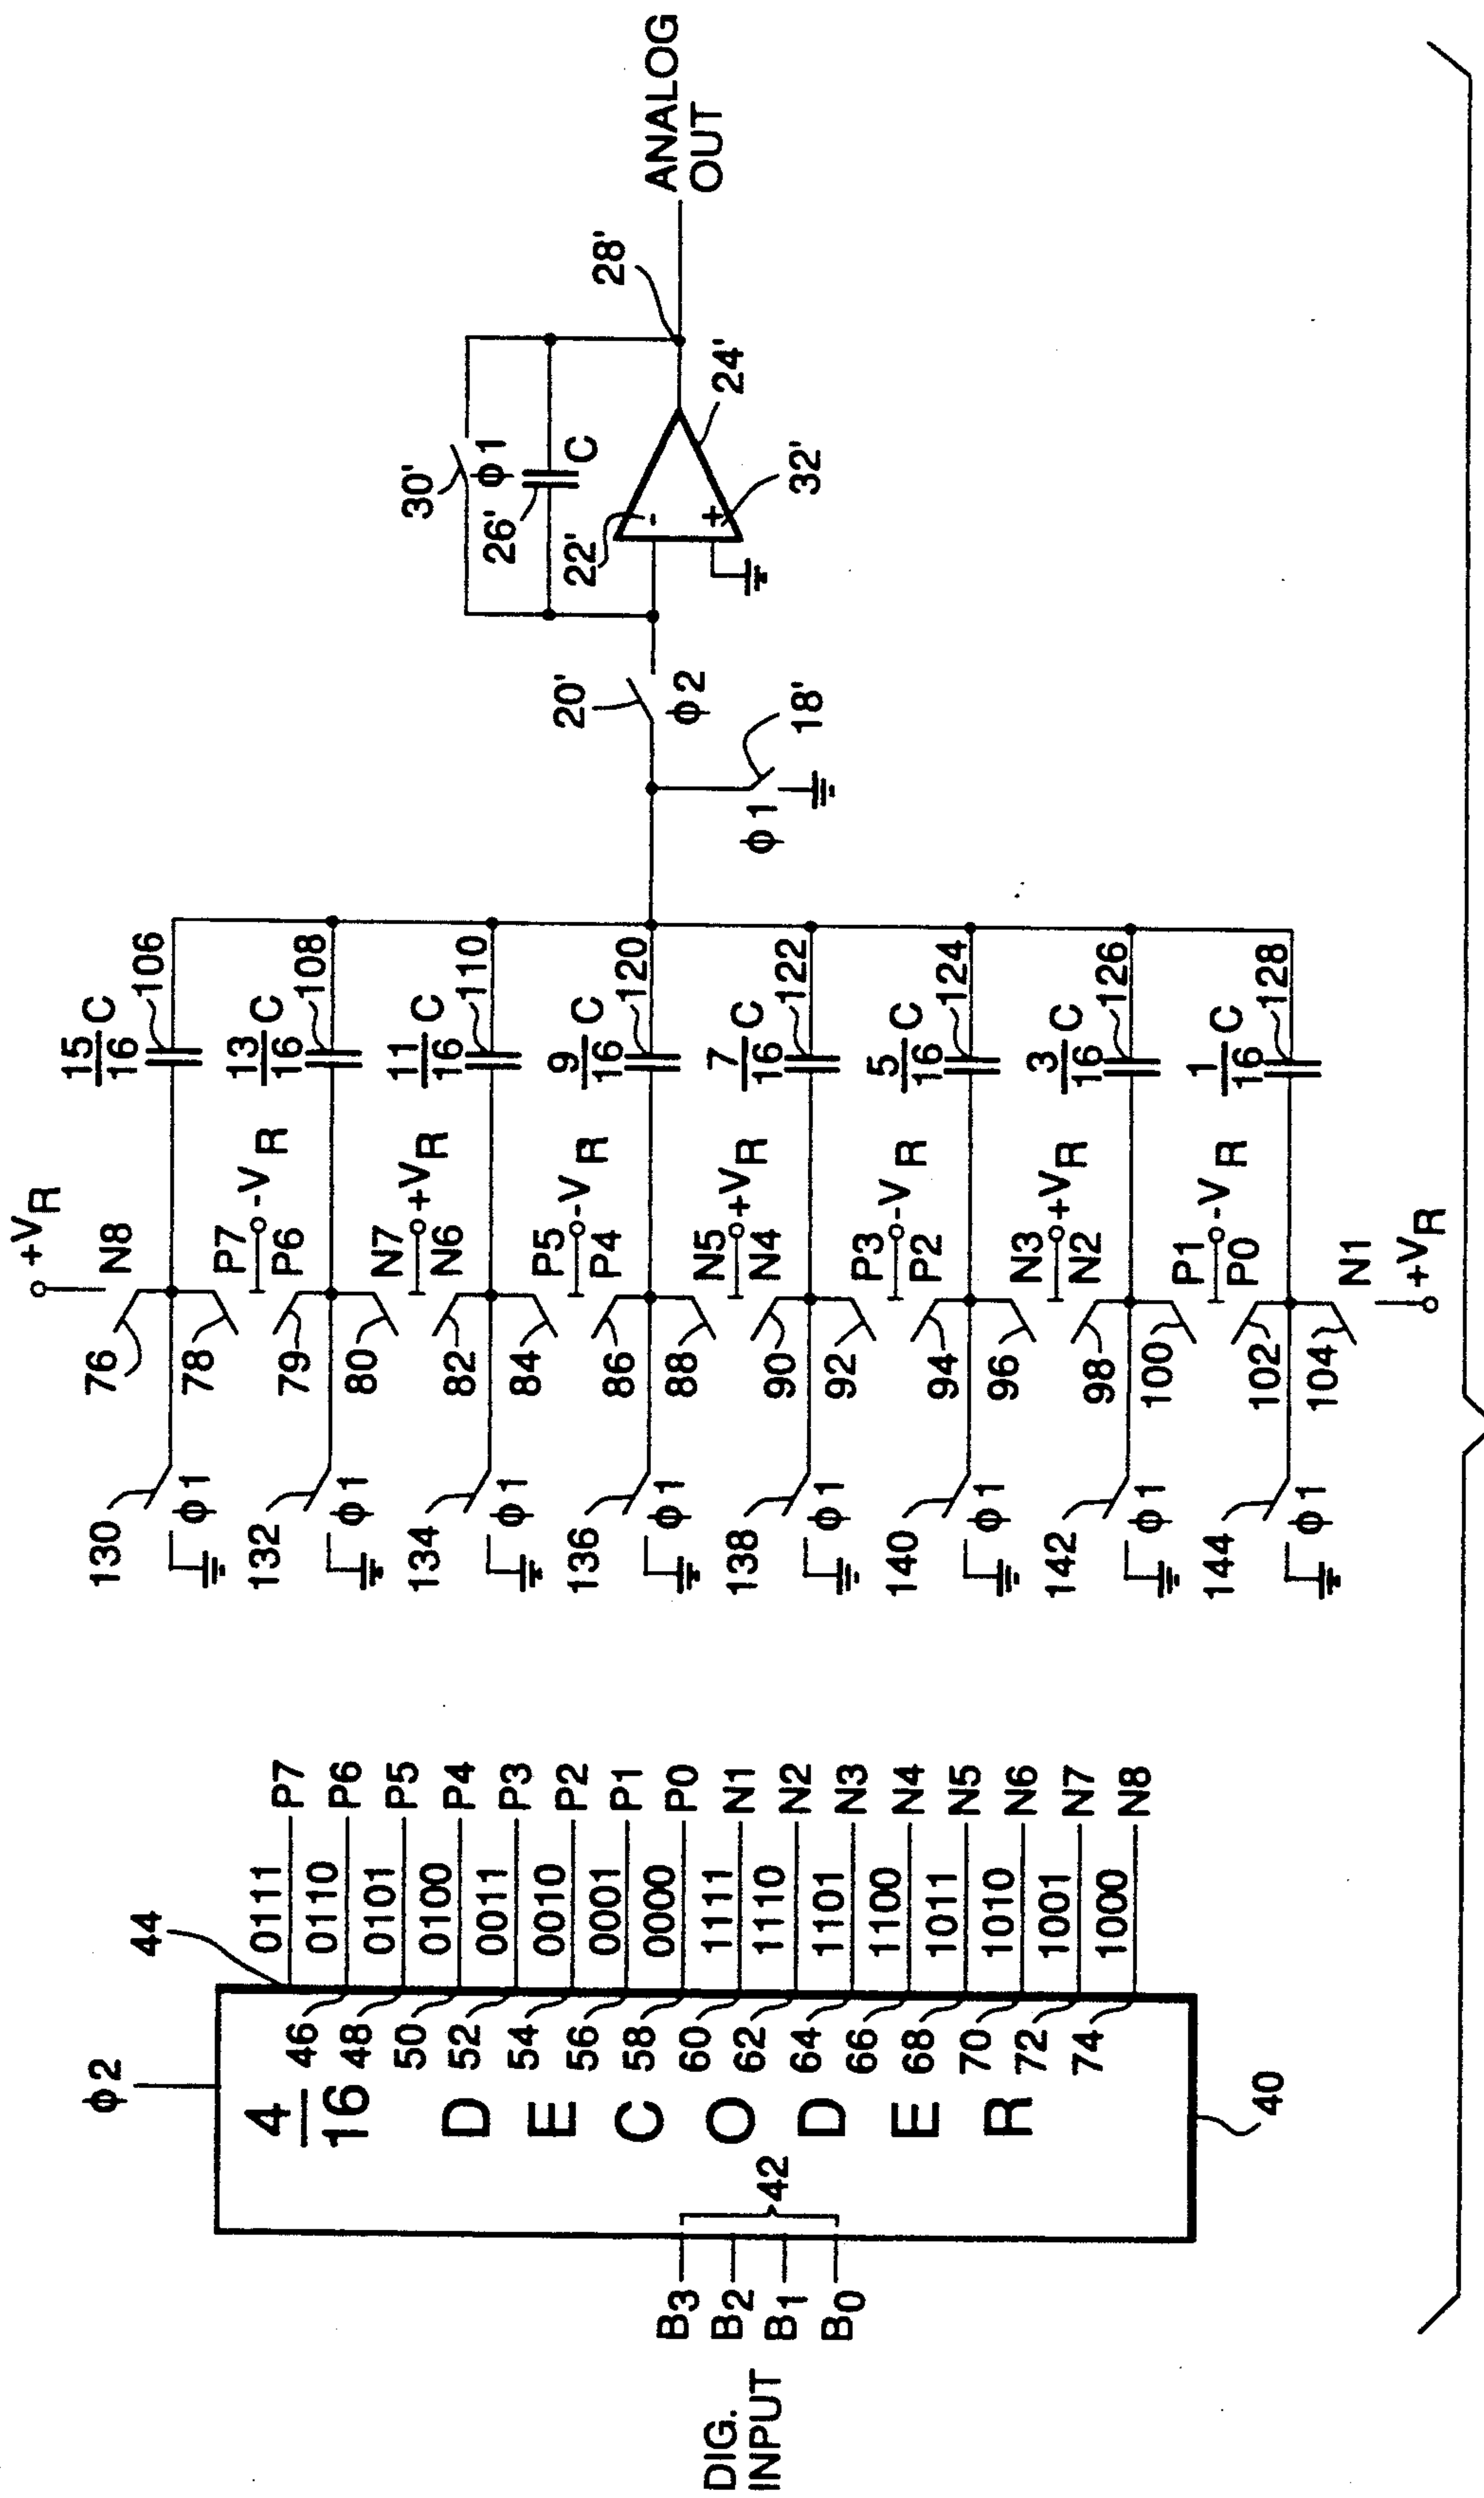 DIG.
INPUT
B3
B2
B1
B0
42
ϕ2
4
16
D
E
C
O
D
E
R
40
44
46
48
50
52
54
56
58
60
62
64
66
68
70
72
74
0111 P7
0110 P6
0101 P5
0100 P4
0011 P3
0010 P2
0001 P1
0000 P0
1111 N1
1110 N2
1101 N3
1100 N4
1011 N5
1010 N6
1001 N7
1000 N8
+VR
N8
76
130
ϕ1
15
16
C
106
78
P7
-VR
P6
79
132
ϕ1
13
16
C
108
80
N7
+VR
N6
82
134
ϕ1
11
16
C
110
84
P5
-VR
P4
86
136
ϕ1
9
16
C
120
88
N5
+VR
N4
90
138
ϕ1
7
16
C
122
92
P3
-VR
P2
94
140
ϕ1
5
16
C
124
96
N3
+VR
N2
98
142
ϕ1
3
16
C
126
100
P1
-VR
P0
102
144
ϕ1
1
16
C
128
104
N1
+VR
ϕ1
18'
20'
ϕ2
30'
ϕ1
26'
C
22'
-
+
24'
32'
28'
ANALOG
OUT